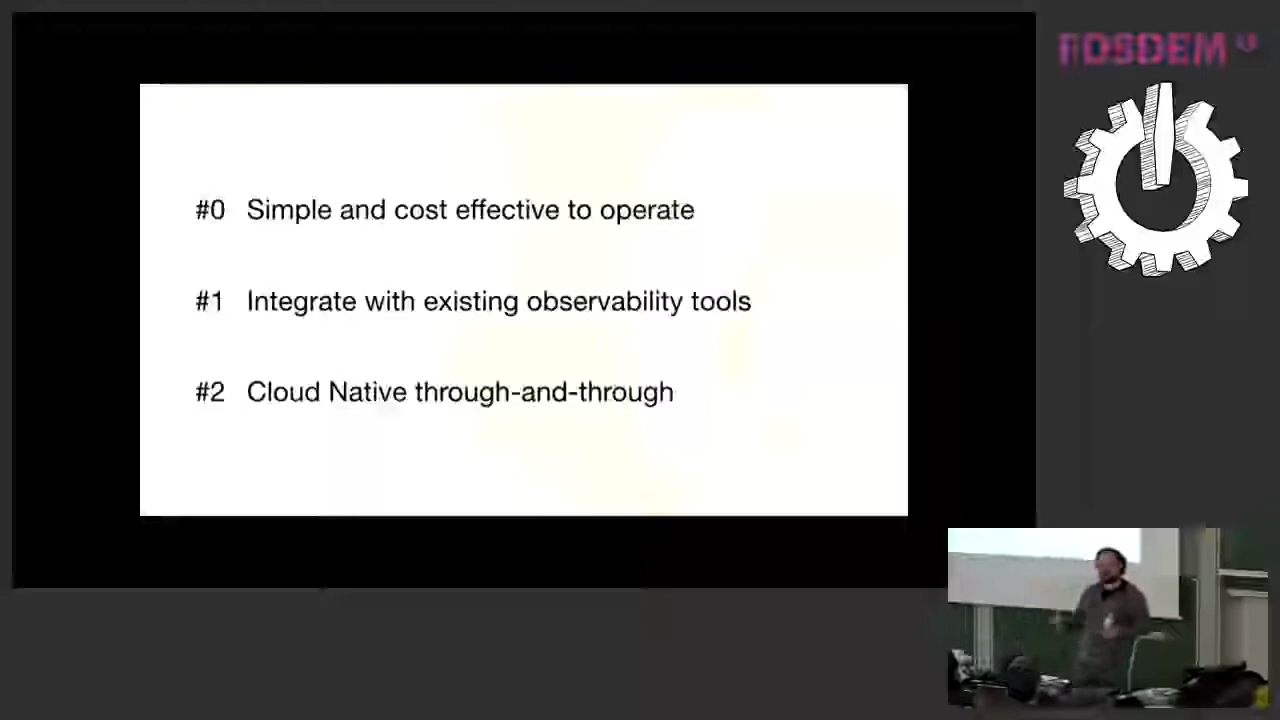 #0 Simple and cost effective to operate
#1 Integrate with existing observability tools
#2 Cloud Native through-and-through
FOSDEM